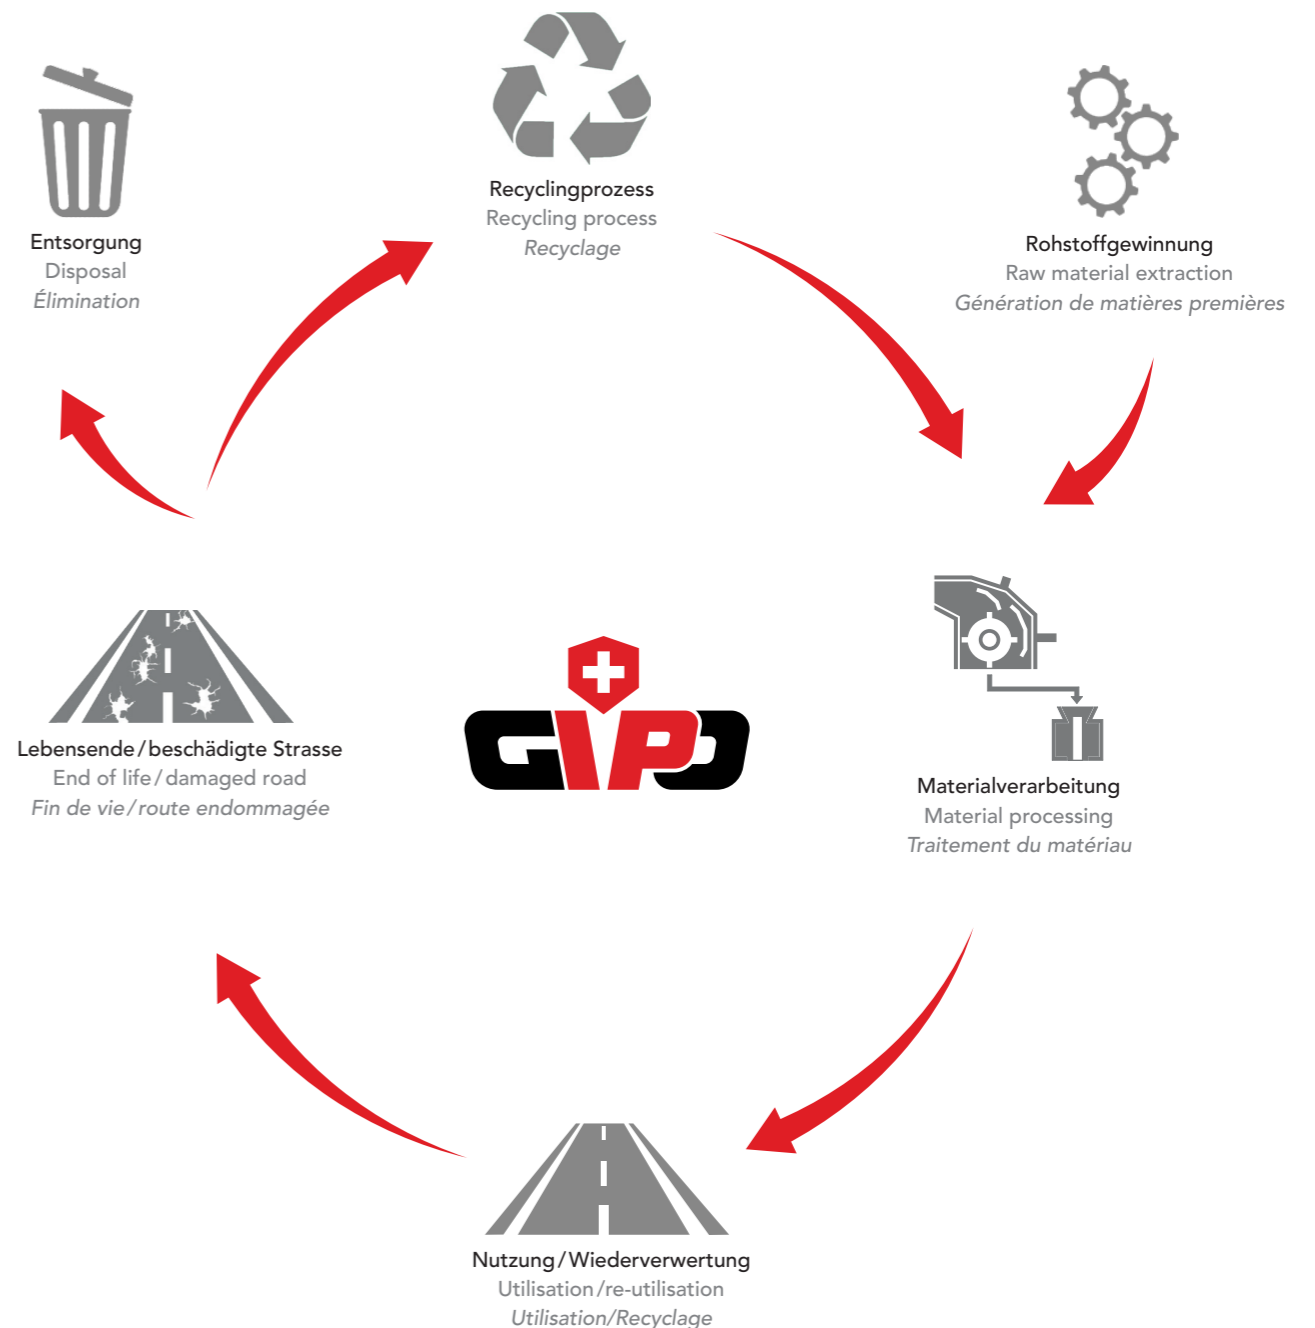 Recyclingprozess
Recycling process
Recyclage
Entsorgung
Disposal
Élimination
Rohstoffgewinnung
Raw material extraction
Génération de matières premières
Lebensende/beschädigte Strasse
End of life/damaged road
Fin de vie/route endommagée
GIPO
Materialverarbeitung
Material processing
Traitement du matériau
Nutzung/Wiederverwertung
Utilisation/re-utilisation
Utilisation/Recyclage